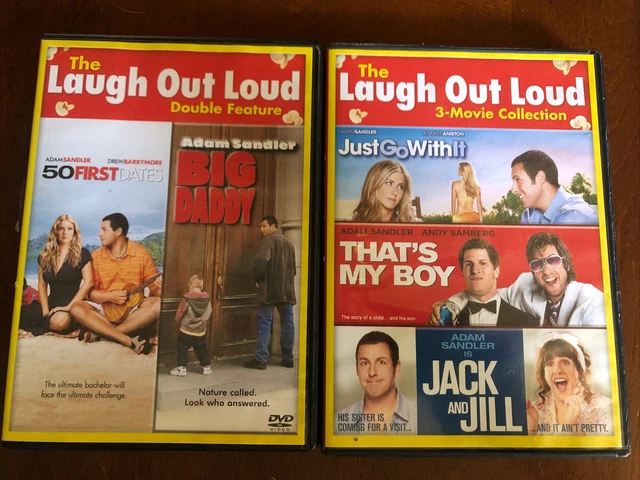 The
Laugh Out Loud
Double Feature
ADAM SANDLER DREW BARRYMORE
50 FIRST DATES
The ultimate bachelor will
face the ultimate challenge.
Adam Sandler
BIG
DADDY
Nature called.
Look who answered.
DVD
VIDEO
The
Laugh Out Loud
3-Movie Collection
ADAM SANDLER JENNIFER ANISTON
Just Go With It
ADAM SANDLER ANDY SAMBERG
THAT'S
MY BOY
The story of a child... and his son.
ADAM
SANDLER
IS
JACK
AND JILL
HIS SISTER IS
COMING FOR A VISIT...
...AND IT AIN'T PRETTY.